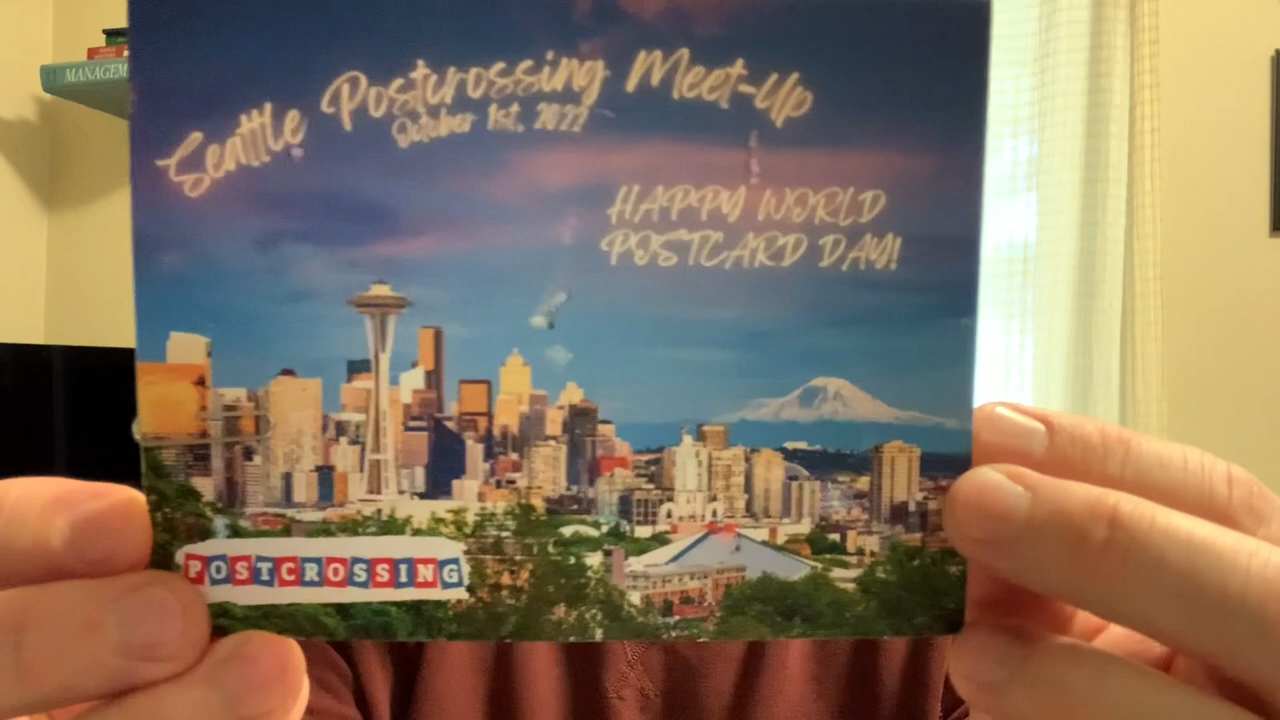 MANAGEM
Seattle Postcrossing Meet-Up
October 1st, 2022
HAPPY WORLD
POSTCARD DAY!
POSTCROSSING